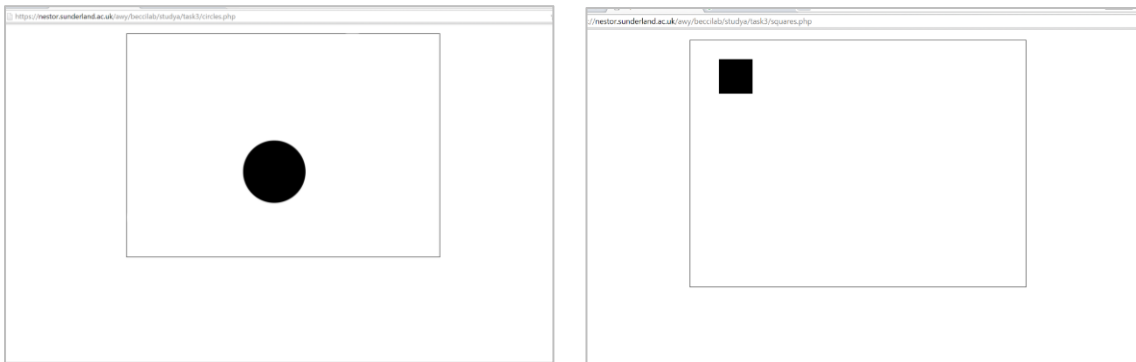 https://nestor.sunderland.ac.uk/awy/beccilab/studya/task3/circles.php
://nestor.sunderland.ac.uk/awy/beccilab/studya/task3/squares.php